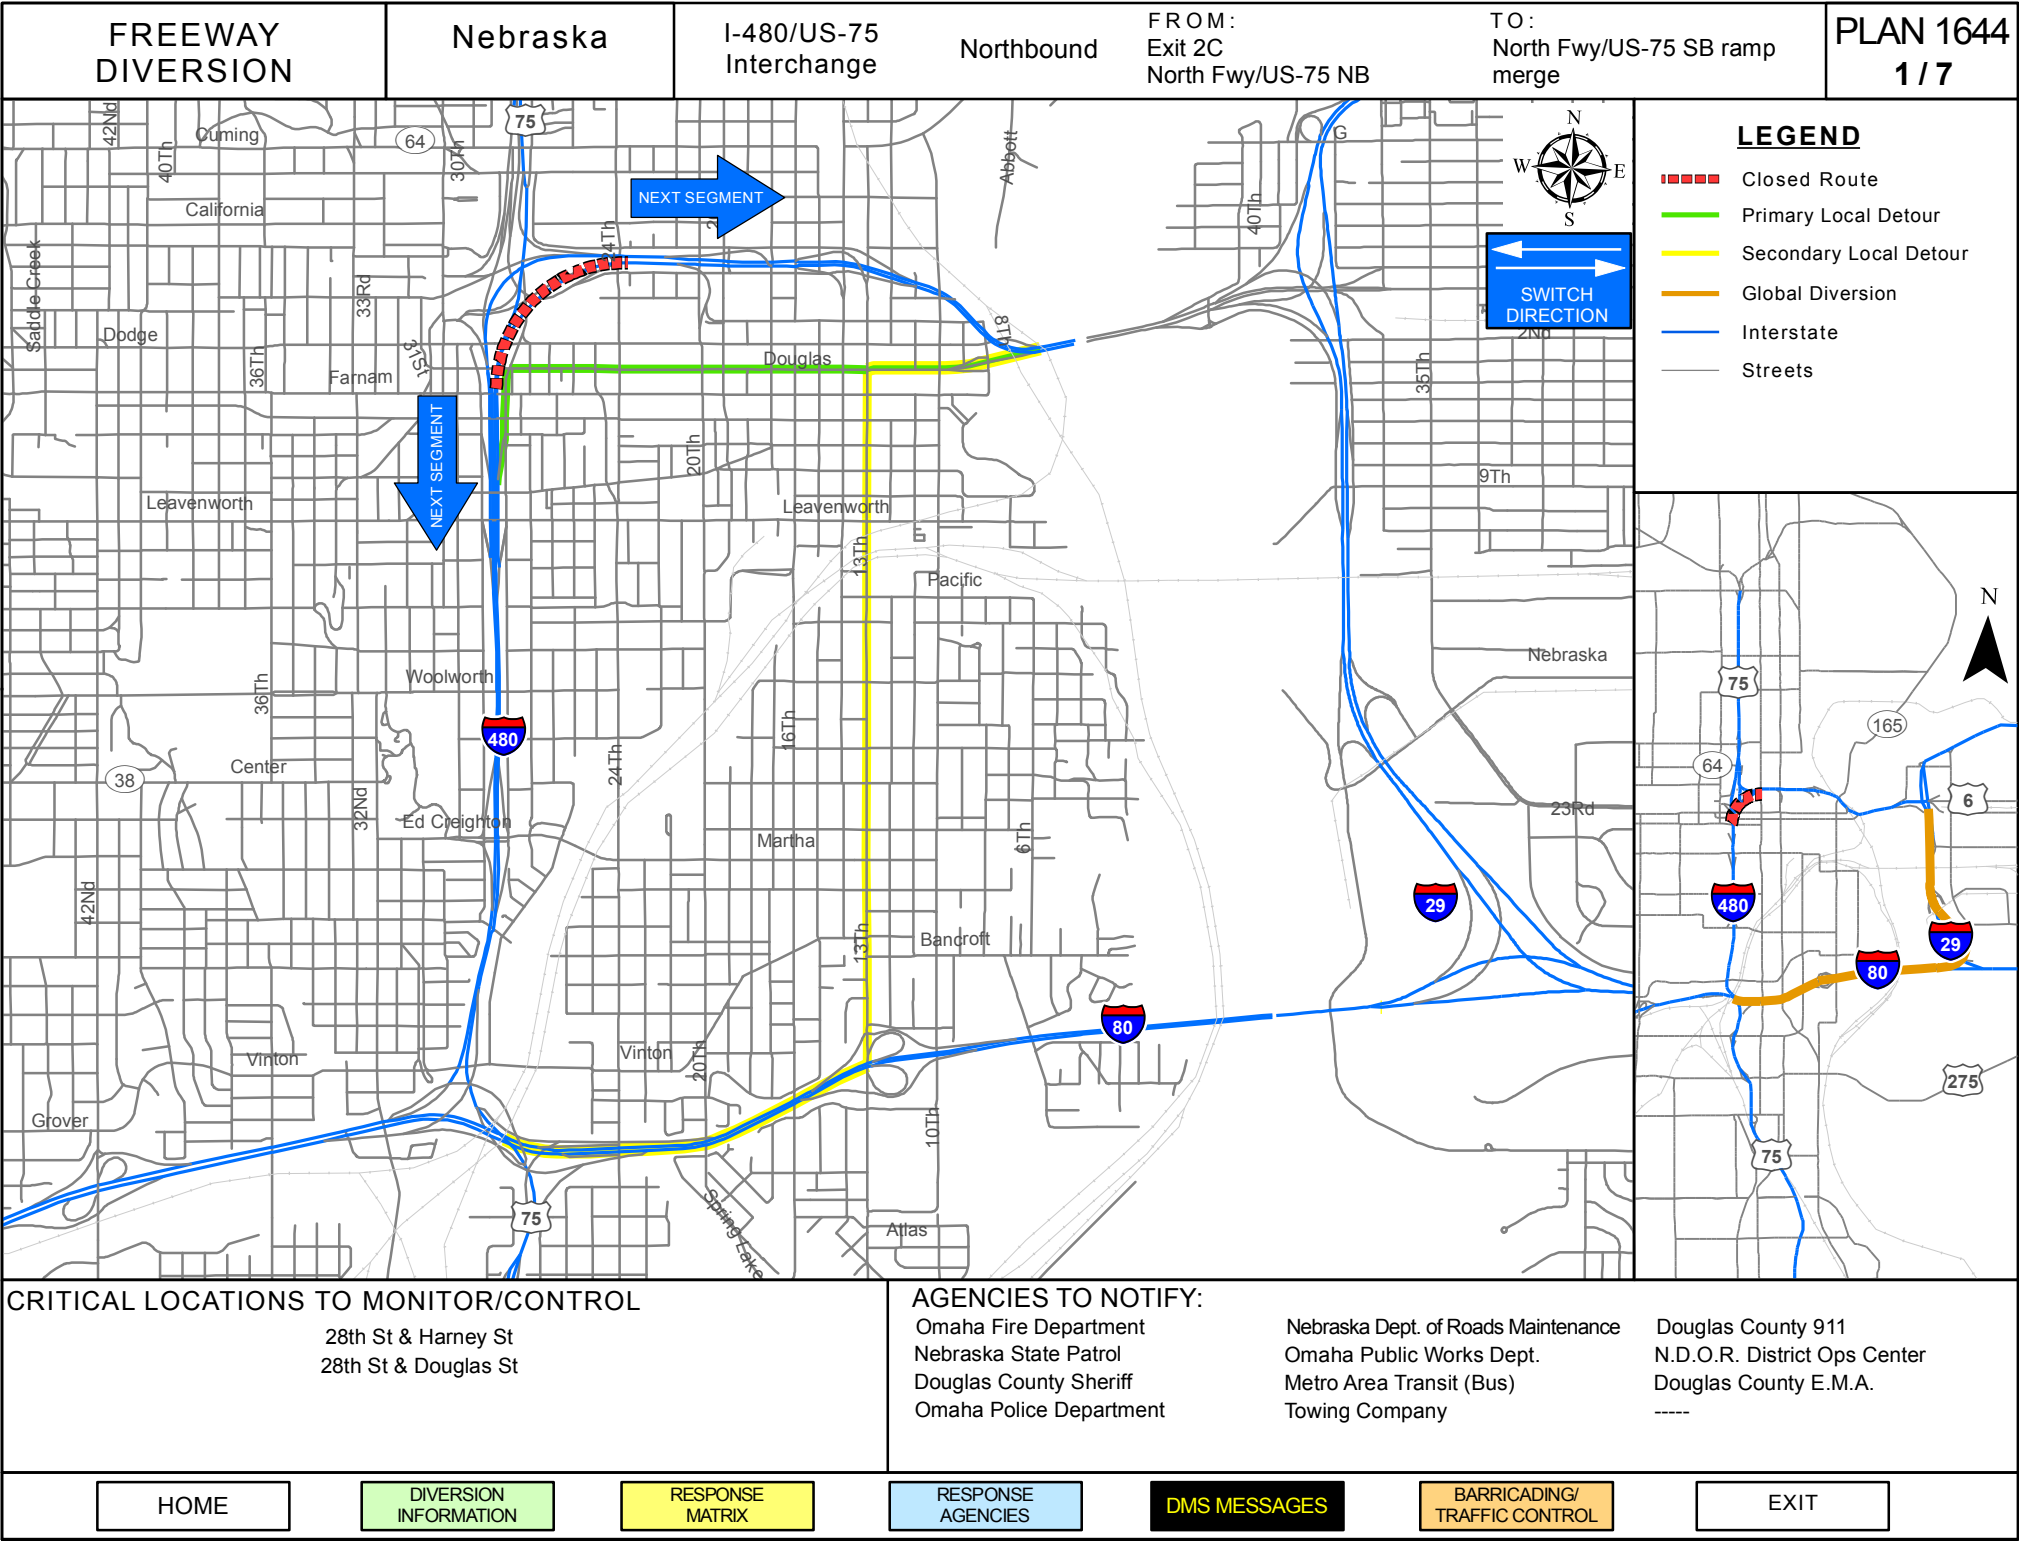 FREEWAY
DIVERSION
Nebraska
I-480/US-75
Interchange
Northbound
FROM:
Exit 2C
North Fwy/US-75 NB
TO:
North Fwy/US-75 SB ramp
merge
PLAN 1644
1 / 7
42Nd
40Th
Cuming
64
30Th
75
California
Saddle Creek
33Rd
Dodge
36Th
31St
Farnam
NEXT SEGMENT
24Th
Abbott
40Th
G
N
W
E
S
SWITCH
DIRECTION
2Nd
8Th
Douglas
35Th
NEXT SEGMENT
20Th
9Th
Leavenworth
Leavenworth
13Th
Pacific
Nebraska
Woolworth
36Th
480
16Th
24Th
38
Center
32Nd
Ed Creighton
Martha
6Th
23Rd
42Nd
29
13Th
Bancroft
80
Vinton
Vinton
20Th
Grover
10Th
75
Spring Lake
Atlas
LEGEND
Closed Route
Primary Local Detour
Secondary Local Detour
Global Diversion
Interstate
Streets
N
75
165
64
6
480
29
80
275
75
CRITICAL LOCATIONS TO MONITOR/CONTROL
28th St & Harney St
28th St & Douglas St
AGENCIES TO NOTIFY:
Omaha Fire Department
Nebraska State Patrol
Douglas County Sheriff
Omaha Police Department
Nebraska Dept. of Roads Maintenance
Omaha Public Works Dept.
Metro Area Transit (Bus)
Towing Company
Douglas County 911
N.D.O.R. District Ops Center
Douglas County E.M.A.
-----
HOME
DIVERSION
INFORMATION
RESPONSE
MATRIX
RESPONSE
AGENCIES
DMS MESSAGES
BARRICADING/
TRAFFIC CONTROL
EXIT